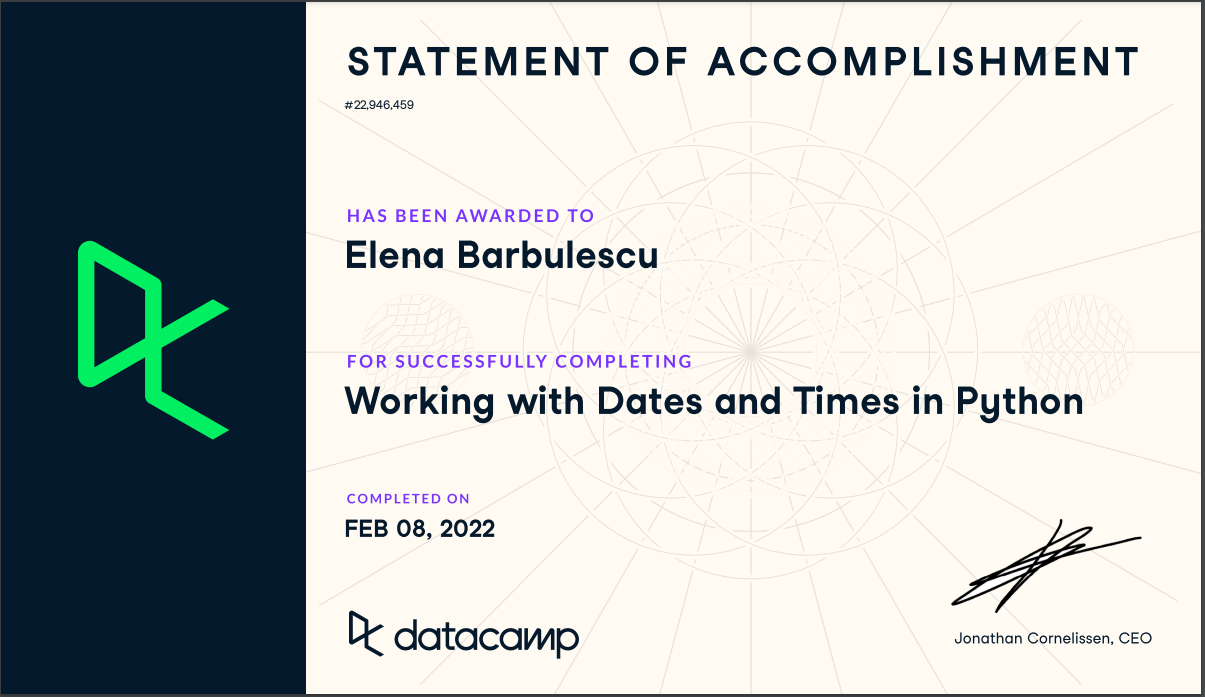 STATEMENT OF ACCOMPLISHMENT
#22,946,459
HAS BEEN AWARDED TO
Elena Barbulescu
FOR SUCCESSFULLY COMPLETING
Working with Dates and Times in Python
COMPLETED ON
FEB 08, 2022
datacamp
Jonathan Cornelissen, CEO